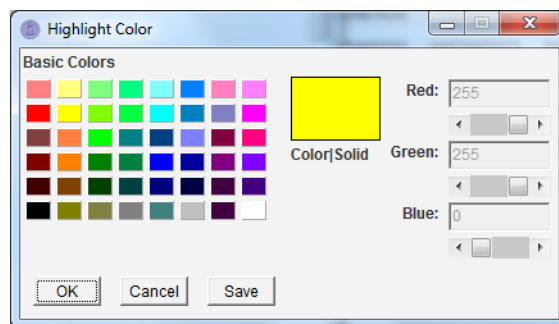 Highlight Color
Basic Colors
Red: 255
Color|Solid
Green: 255
Blue: 0
OK Cancel Save